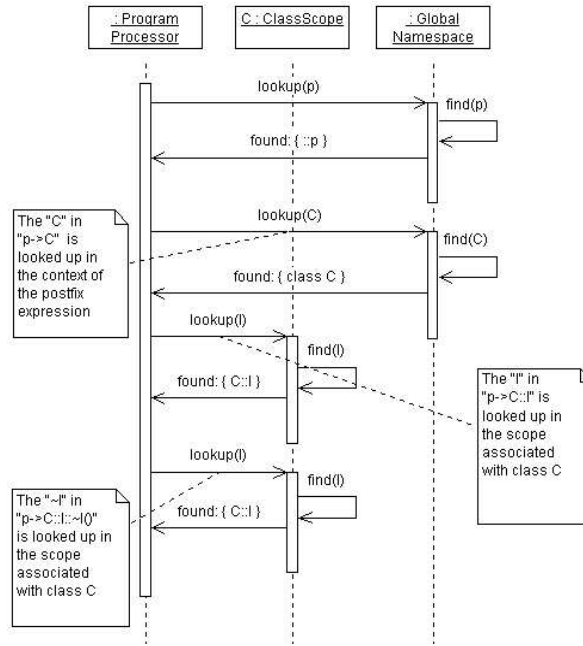 : Program
Processor
C : ClassScope
: Global
Namespace
lookup(p)
find(p)
found: { ::p }
The "C" in
"p->C" is
looked up in
the context of
the postfix
expression
lookup(C)
find(C)
found: { class C }
lookup(I)
find(I)
found: { C::I }
The "I" in
"p->C::I" is
looked up in
the scope
associated
with class C
lookup(I)
find(I)
found: { C::I }
The "~I" in
"p->C::I::~I()"
is looked up in
the scope
associated
with class C